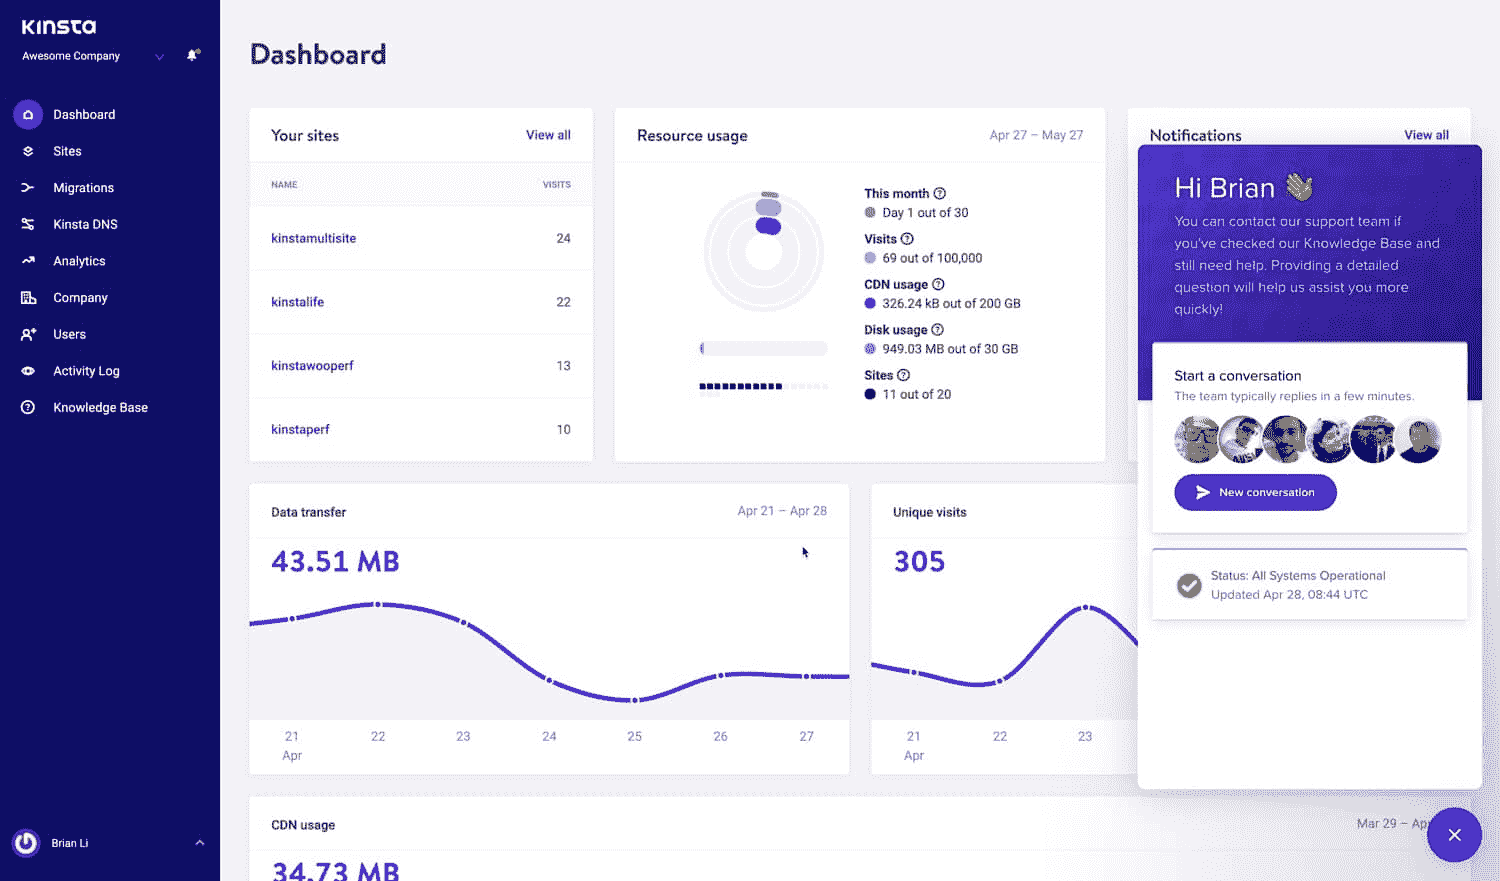 KINSTA
Awesome Company
Dashboard
Sites
Migrations
Kinsta DNS
Analytics
Company
Users
Activity Log
Knowledge Base
Brian Li
Dashboard
Your sites
View all
NAME
VISITS
kinstamultisite
24
kinstalife
22
kinstawooperf
13
kinstaperf
10
Resource usage
Apr 27 – May 27
This month
Day 1 out of 30
Visits
69 out of 100,000
CDN usage
326.24 kB out of 200 GB
Disk usage
949.03 MB out of 30 GB
Sites
11 out of 20
Notifications
View all
Hi Brian
You can contact our support team if
you've checked our Knowledge Base and
still need help. Providing a detailed
question will help us assist you more
quickly!
Start a conversation
The team typically replies in a few minutes.
New conversation
Status: All Systems Operational
Updated Apr 28, 08:44 UTC
Data transfer
Apr 21 – Apr 28
43.51 MB
21 22 23 24 25 26 27
Apr
Unique visits
305
21 22 23
Apr
CDN usage
Mar 29 –
34.73 MB